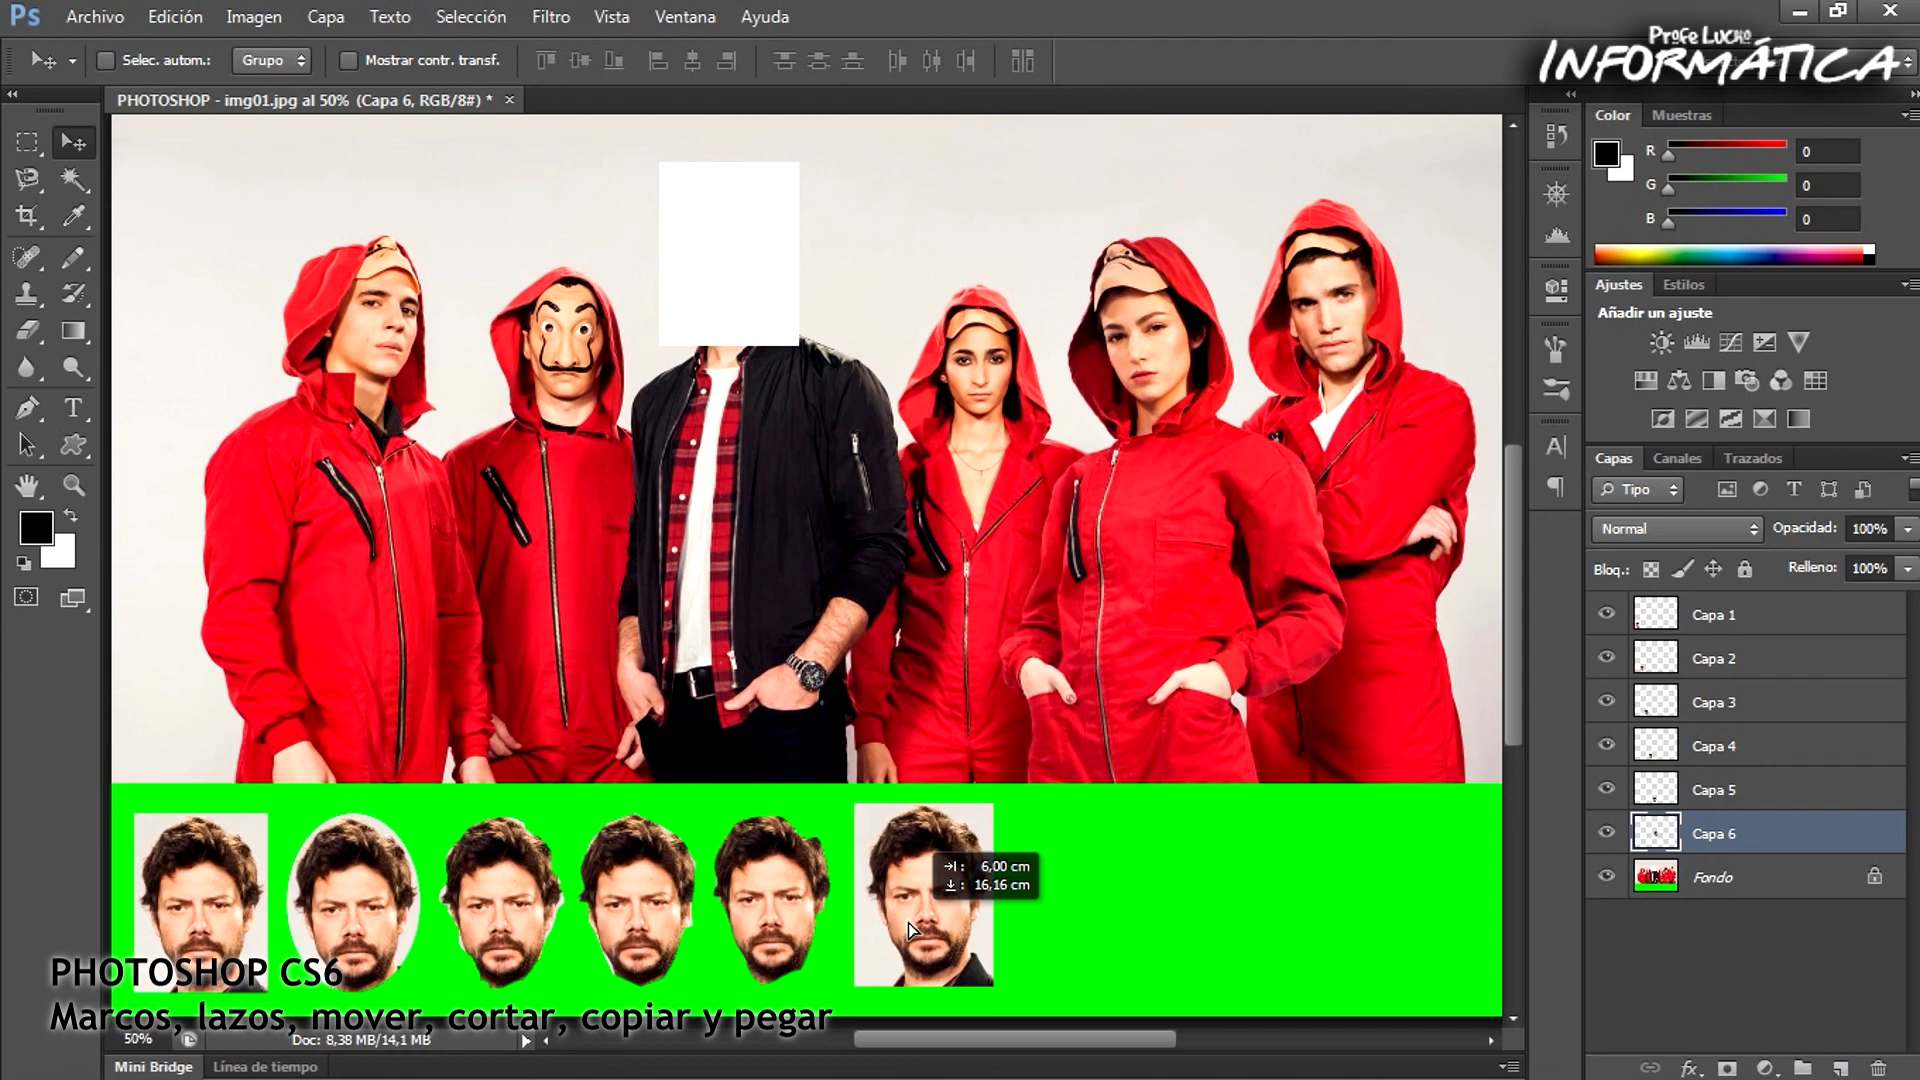 Ps Archivo Edición Imagen Capa Texto Selección Filtro Vista Ventana Ayuda
Profe Lucho
INFORMÁTICA
Selec. autom.: Grupo Mostrar contr. transf.
PHOTOSHOP - img01.jpg al 50% (Capa 6, RGB/8#) * ×
Color Muestras
R 0
G 0
B 0
Ajustes Estilos
Añadir un ajuste
Capas Canales Trazados
Tipo
Normal Opacidad: 100%
Bloq.: Relleno: 100%
Capa 1
Capa 2
Capa 3
Capa 4
Capa 5
Capa 6
Fondo
6,00 cm
16,16 cm
PHOTOSHOP CS6
Marcos, lazos, mover, cortar, copiar y pegar
50% Doc: 8,38 MB/14,1 MB
Mini Bridge Línea de tiempo